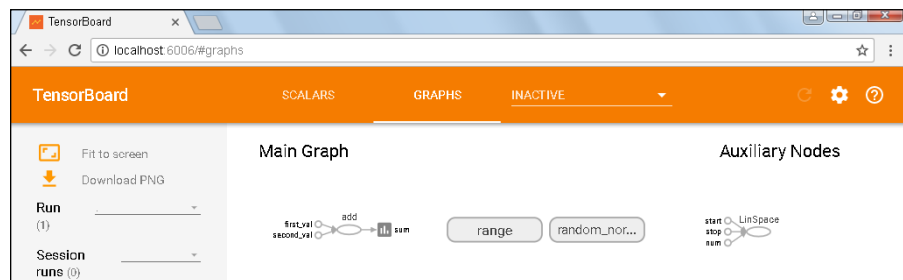 TensorBoard
localhost:6006/#graphs
TensorBoard SCALARS GRAPHS INACTIVE
Fit to screen
Download PNG
Run
(1)
Session
runs (0)
Main Graph
first_val
second_val
add
sum
range
random_nor...
Auxiliary Nodes
start
stop
num
LinSpace